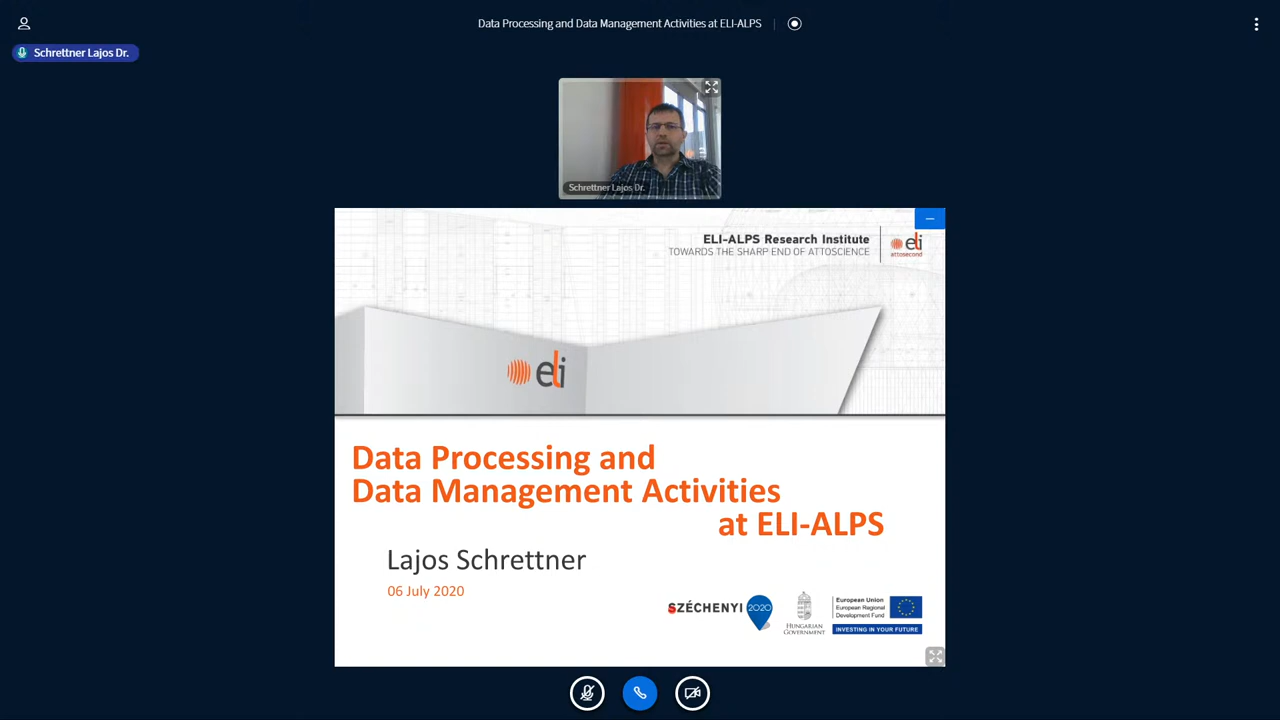 Data Processing and Data Management Activities at ELI-ALPS
Schrettner Lajos Dr.
Schrettner Lajos Dr.
ELI-ALPS Research Institute
TOWARDS THE SHARP END OF ATTOSCIENCE
eli
attosecond
eli
Data Processing and
Data Management Activities
at ELI-ALPS
Lajos Schrettner
06 July 2020
SZÉCHENYI 2020
HUNGARIAN
GOVERNMENT
European Union
European Regional
Development Fund
INVESTING IN YOUR FUTURE